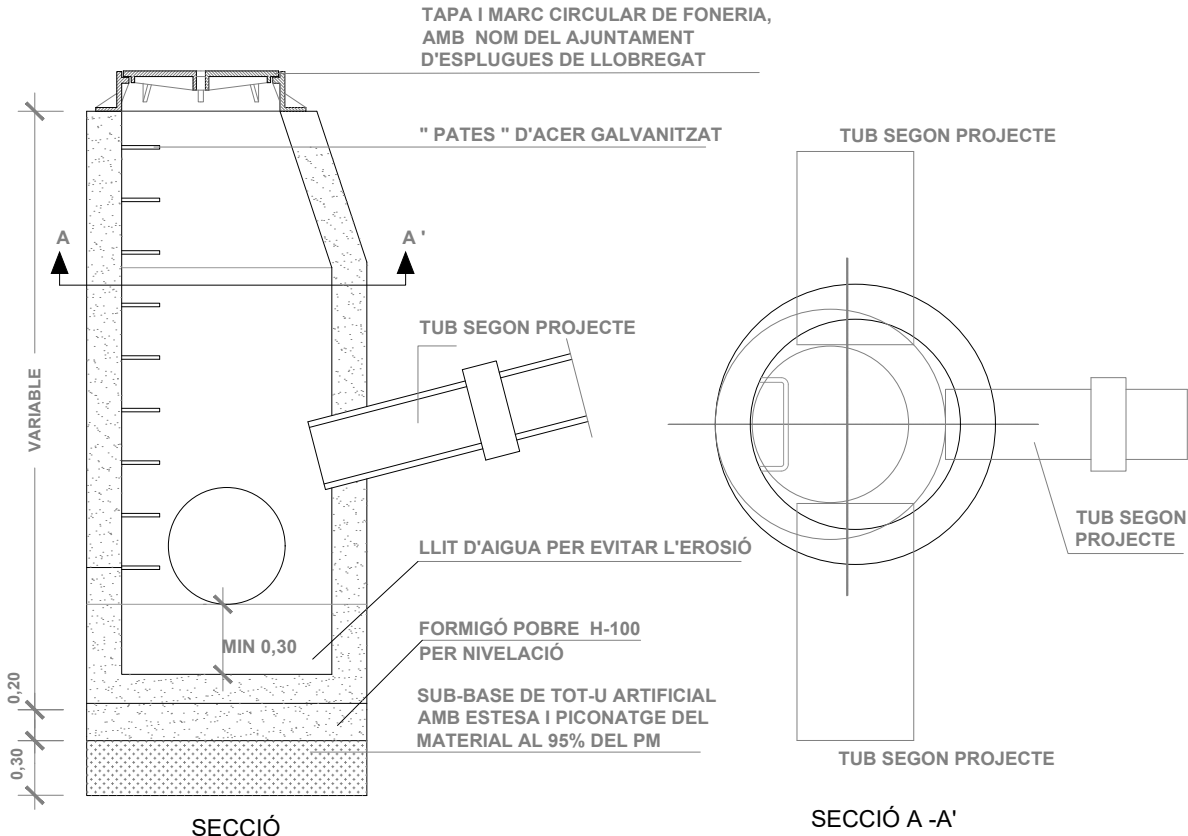 TAPA I MARC CIRCULAR DE FONERIA,
AMB NOM DEL AJUNTAMENT
D'ESPLUGUES DE LLOBREGAT
" PATES " D'ACER GALVANITZAT
TUB SEGON PROJECTE
A
A '
TUB SEGON PROJECTE
VARIABLE
TUB SEGON
PROJECTE
LLIT D'AIGUA PER EVITAR L'EROSIÓ
MIN 0,30
FORMIGÓ POBRE H-100
PER NIVELACIÓ
0,20
SUB-BASE DE TOT-U ARTIFICIAL
AMB ESTESA I PICONATGE DEL
MATERIAL AL 95% DEL PM
0,30
TUB SEGON PROJECTE
SECCIÓ
SECCIÓ A -A'